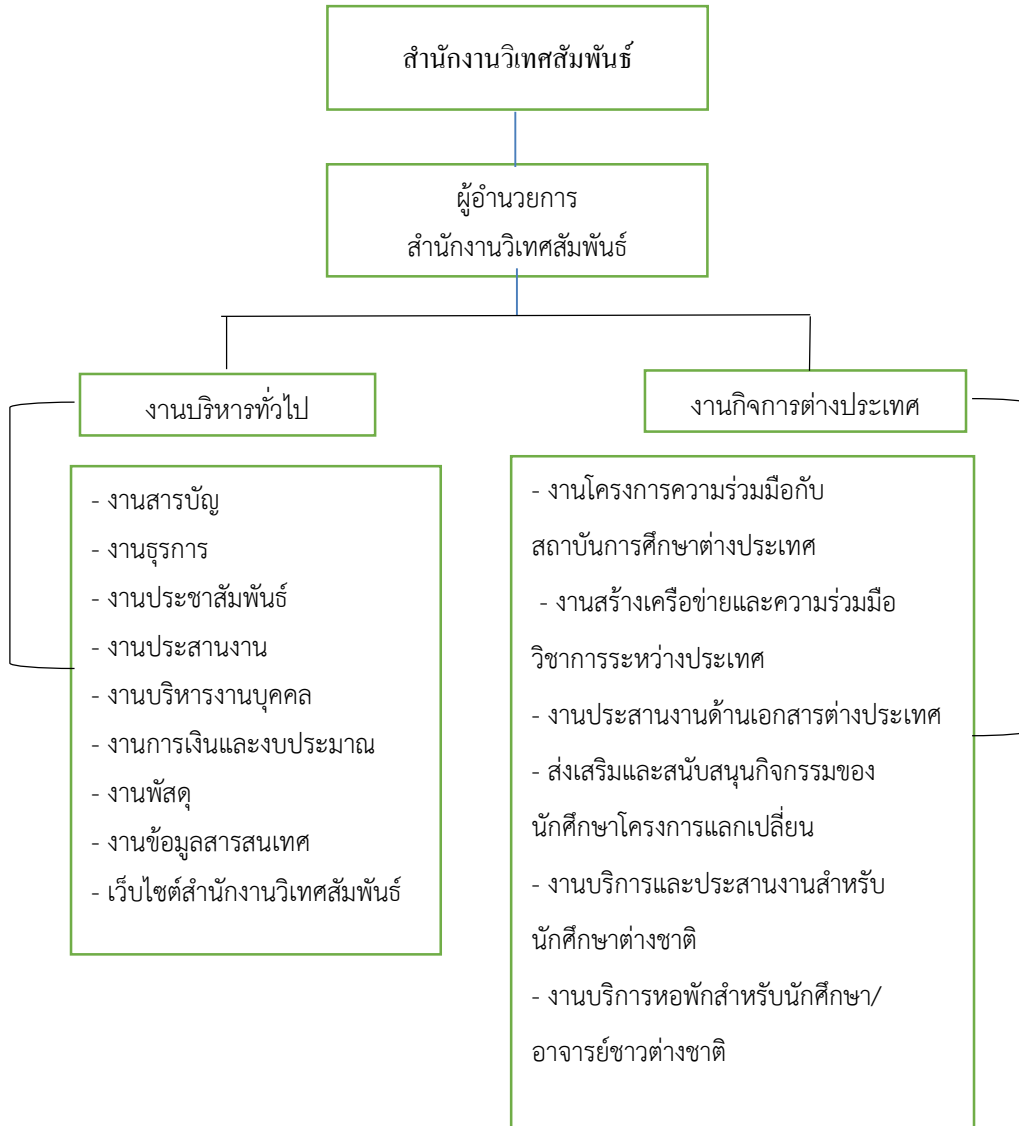 สำนักงานวิเทศสัมพันธ์
ผู้อำนวยการ
สำนักงานวิเทศสัมพันธ์
งานบริหารทั่วไป
- งานสารบัญ
- งานธุรการ
- งานประชาสัมพันธ์
- งานประสานงาน
- งานบริหารงานบุคคล
- งานการเงินและงบประมาณ
- งานพัสดุ
- งานข้อมูลสารสนเทศ
- เว็บไซต์สำนักงานวิเทศสัมพันธ์
งานกิจการต่างประเทศ
- งานโครงการความร่วมมือกับ
สถาบันการศึกษาต่างประเทศ
- งานสร้างเครือข่ายและความร่วมมือ
วิชาการระหว่างประเทศ
- งานประสานงานด้านเอกสารต่างประเทศ
- ส่งเสริมและสนับสนุนกิจกรรมของ
นักศึกษาโครงการแลกเปลี่ยน
- งานบริการและประสานงานสำหรับ
นักศึกษาต่างชาติ
- งานบริการหอพักสำหรับนักศึกษา/
อาจารย์ชาวต่างชาติ